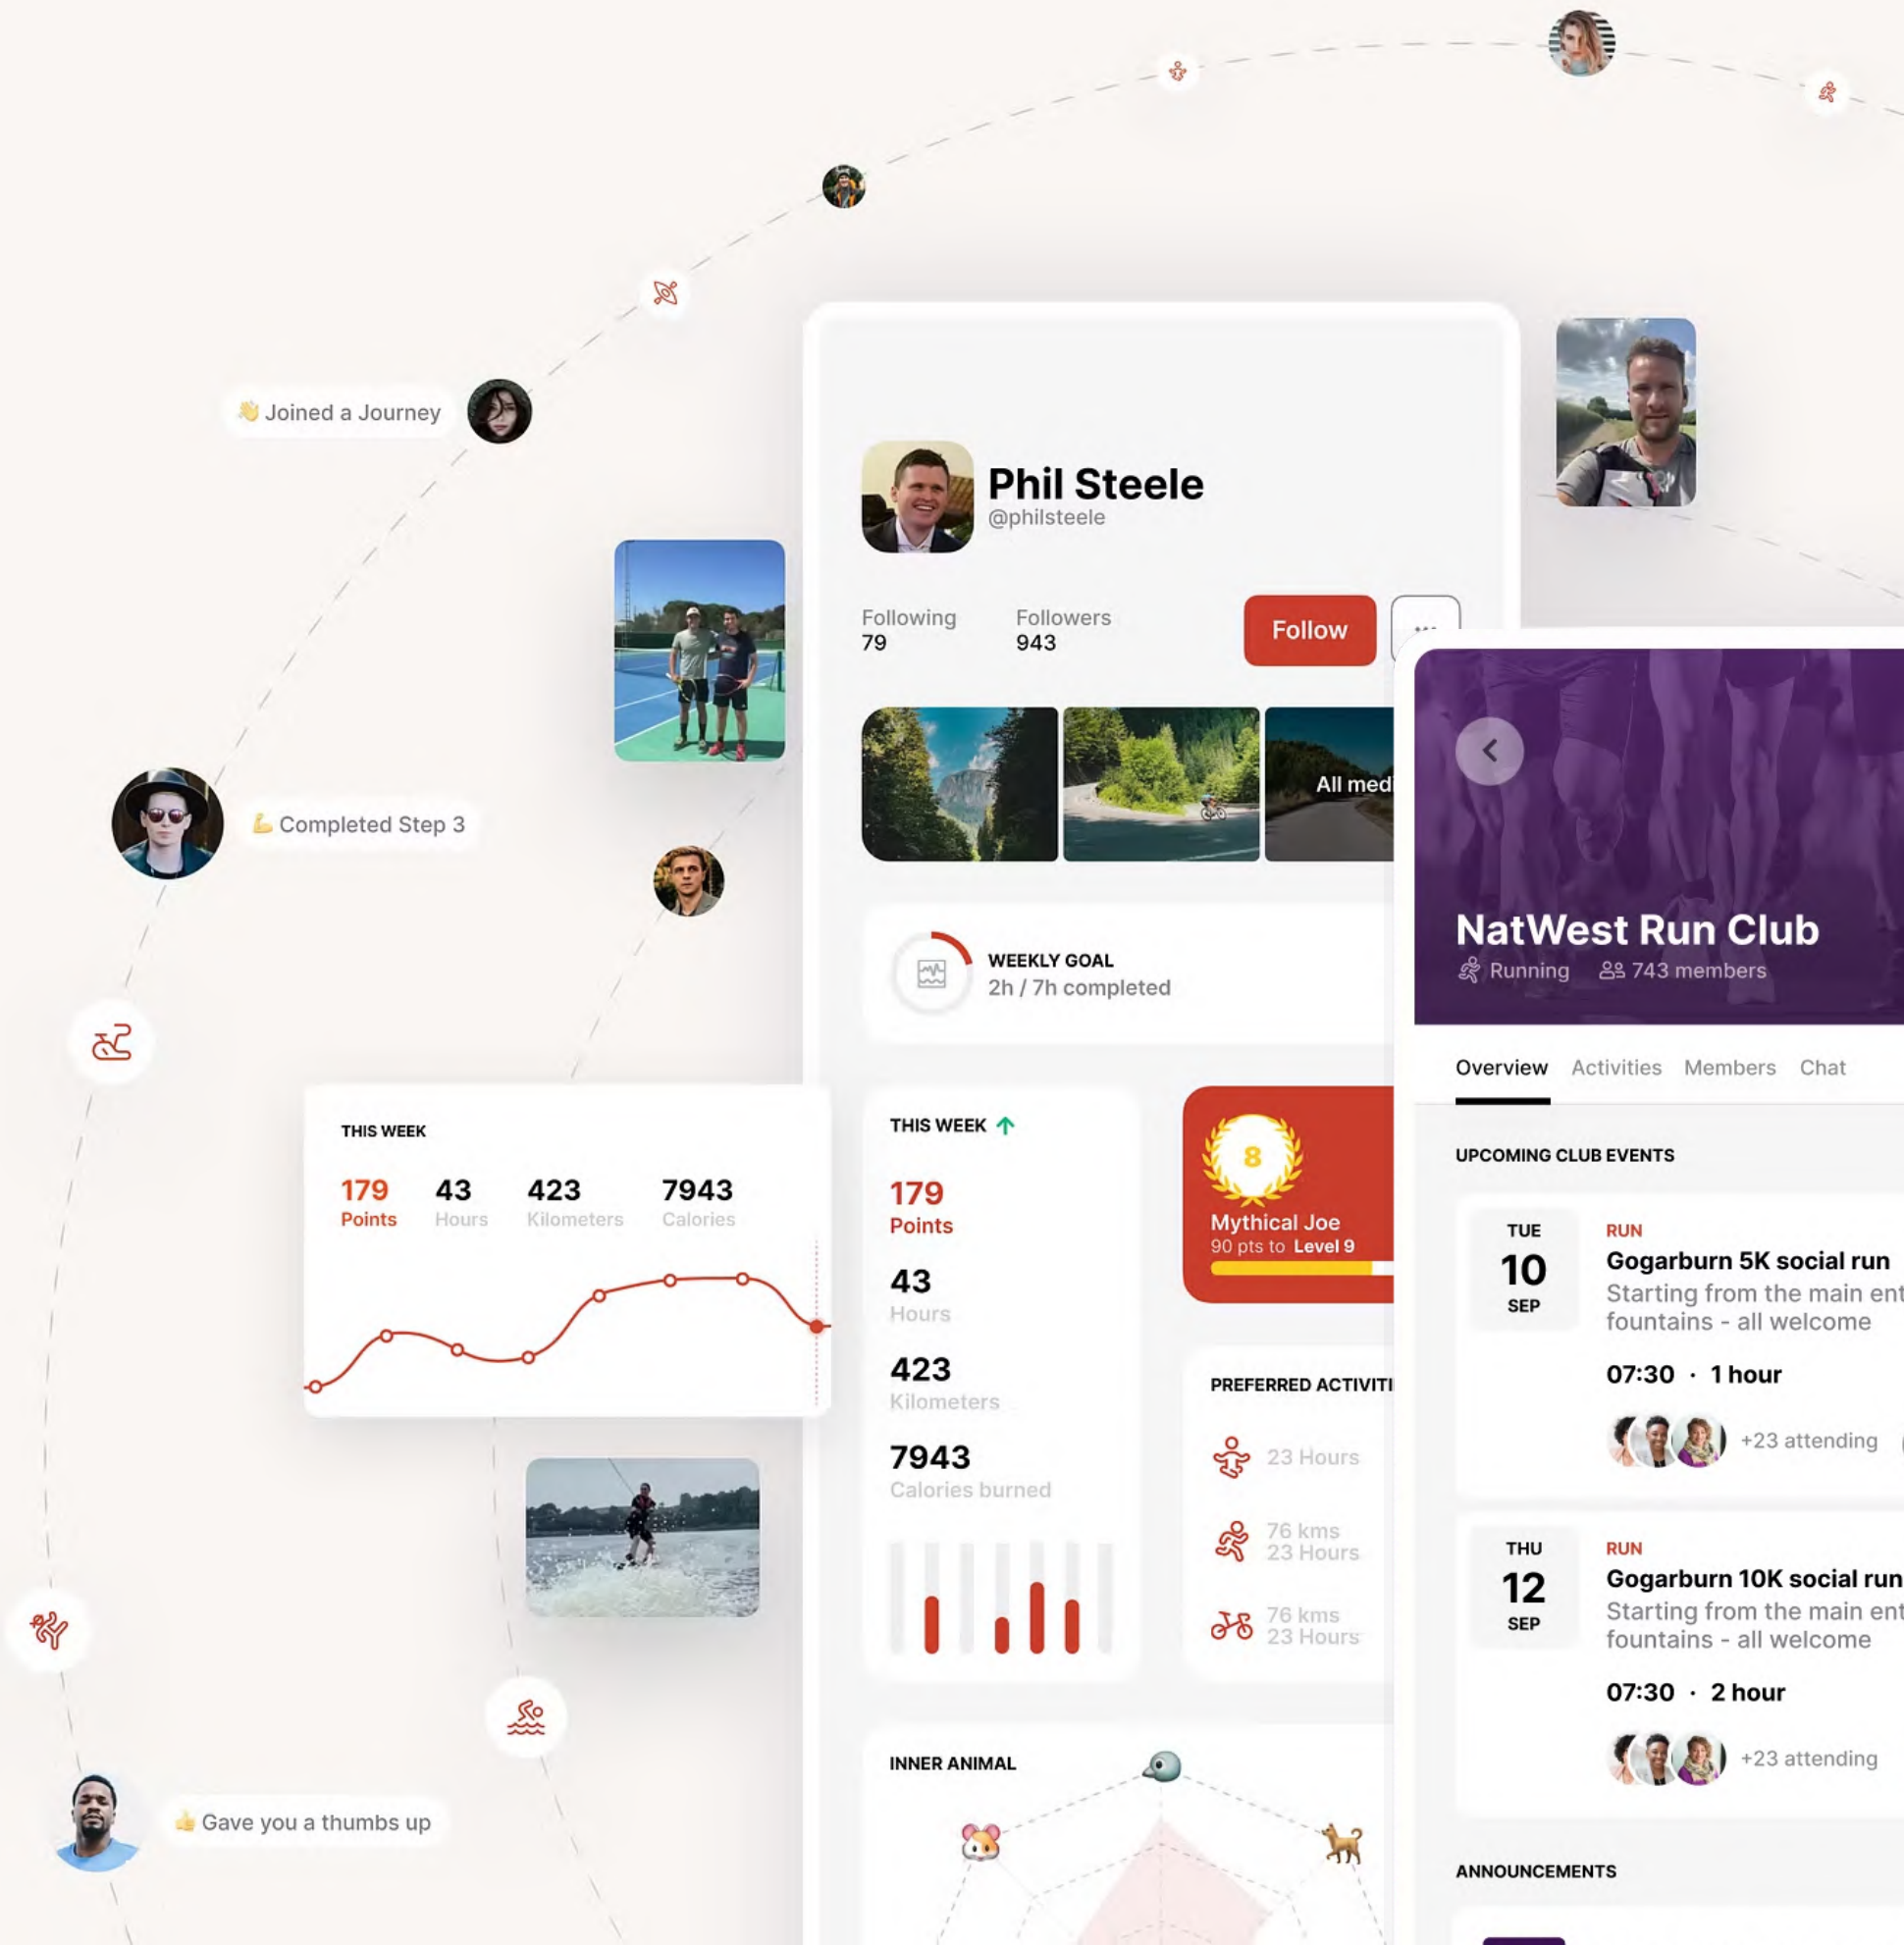 Joined a Journey
Completed Step 3
Gave you a thumbs up
Phil Steele
@philsteele
Following
79
Followers
943
Follow
All medi
WEEKLY GOAL
2h / 7h completed
THIS WEEK
179
Points
43
Hours
423
Kilometers
7943
Calories
THIS WEEK
179
Points
43
Hours
423
Kilometers
7943
Calories burned
8
Mythical Joe
90 pts to Level 9
PREFERRED ACTIVITI
23 Hours
76 kms
23 Hours
76 kms
23 Hours
INNER ANIMAL
NatWest Run Club
Running 743 members
Overview Activities Members Chat
UPCOMING CLUB EVENTS
TUE
10
SEP
RUN
Gogarburn 5K social run
Starting from the main ent
fountains - all welcome
07:30 · 1 hour
+23 attending
THU
12
SEP
RUN
Gogarburn 10K social run
Starting from the main ent
fountains - all welcome
07:30 · 2 hour
+23 attending
ANNOUNCEMENTS